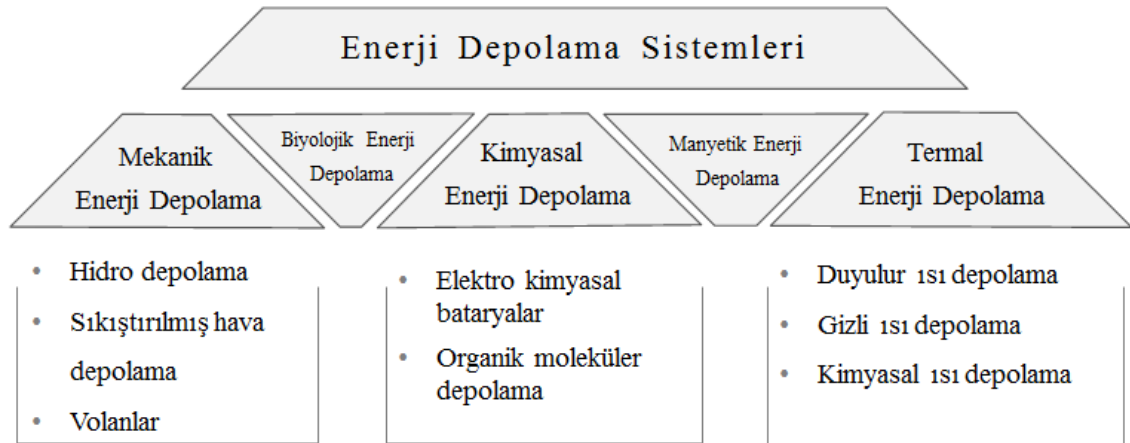 Enerji Depolama Sistemleri
Mekanik
Enerji Depolama
Biyolojik Enerji
Depolama
Kimyasal
Enerji Depolama
Manyetik Enerji
Depolama
Termal
Enerji Depolama
• Hidro depolama
• Sıkıştırılmış hava
depolama
• Volanlar
• Elektro kimyasal
bataryalar
• Organik moleküler
depolama
• Duyulur ısı depolama
• Gizli ısı depolama
• Kimyasal ısı depolama